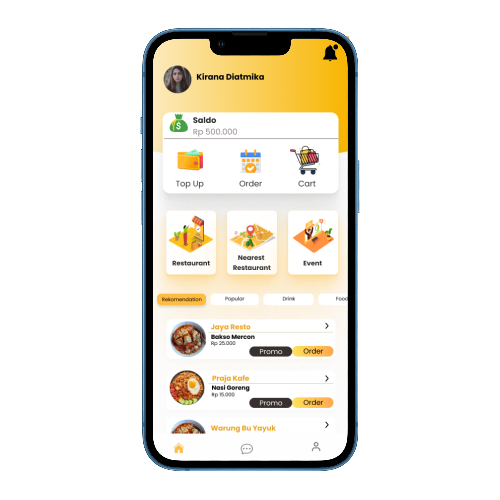 Kirana Diatmika
Saldo
Rp 500.000
Top Up
Order
Cart
Restaurant
Nearest
Restaurant
Event
Rekomendation
Popular
Drink
Food
Jaya Resto
Bakso Mercon
Rp 25.000
Promo
Order
Praja Kafe
Nasi Goreng
Rp 15.000
Promo
Order
Warung Bu Yayuk